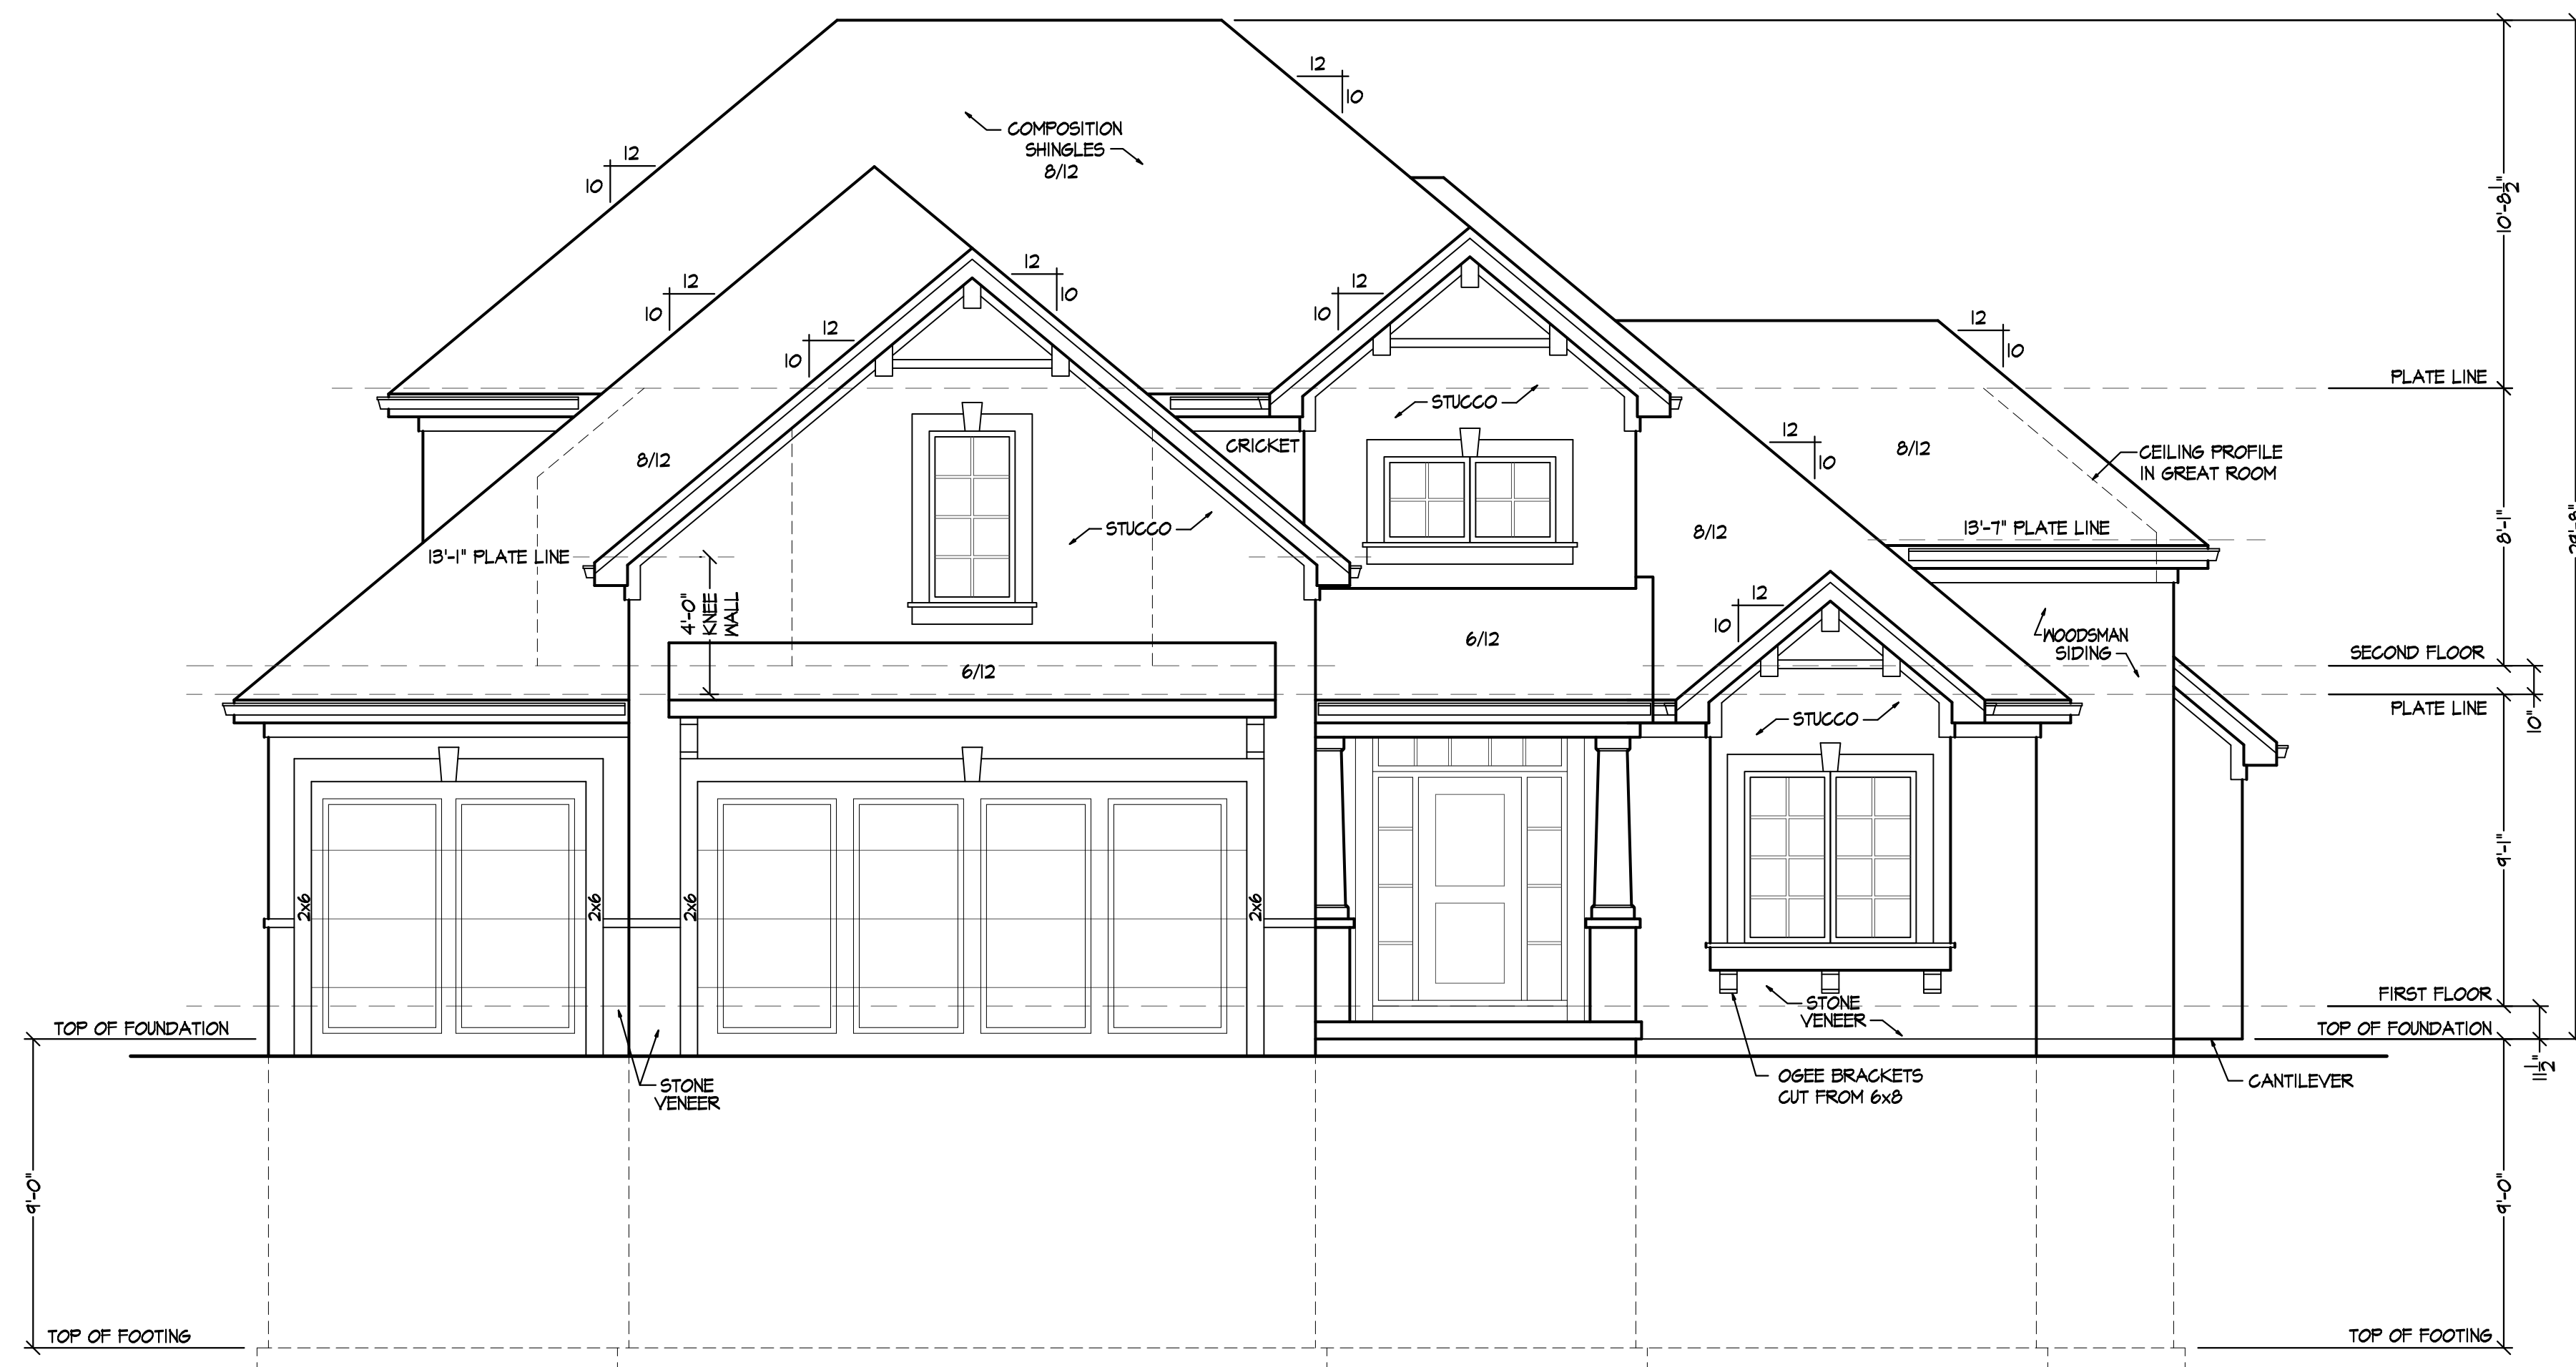 12
10
COMPOSITION
SHINGLES
8/12
12
10
12
10
12
10
12
10
12
10
12
10
10'-8 1/2"
PLATE LINE
STUCCO
CRICKET
8/12
12
10
8/12
CEILING PROFILE
IN GREAT ROOM
8'-1"
13'-1" PLATE LINE
STUCCO
8/12
13'-7" PLATE LINE
4'-0"
KNEE
WALL
12
10
6/12
6/12
WOODSMAN
SIDING
SECOND FLOOR
PLATE LINE
10"
STUCCO
9'-1"
2x6
2x6
2x6
2x6
FIRST FLOOR
STONE
VENEER
TOP OF FOUNDATION
TOP OF FOUNDATION
11 1/2"
STONE
VENEER
OGEE BRACKETS
CUT FROM 6x8
CANTILEVER
9'-0"
9'-0"
TOP OF FOOTING
TOP OF FOOTING